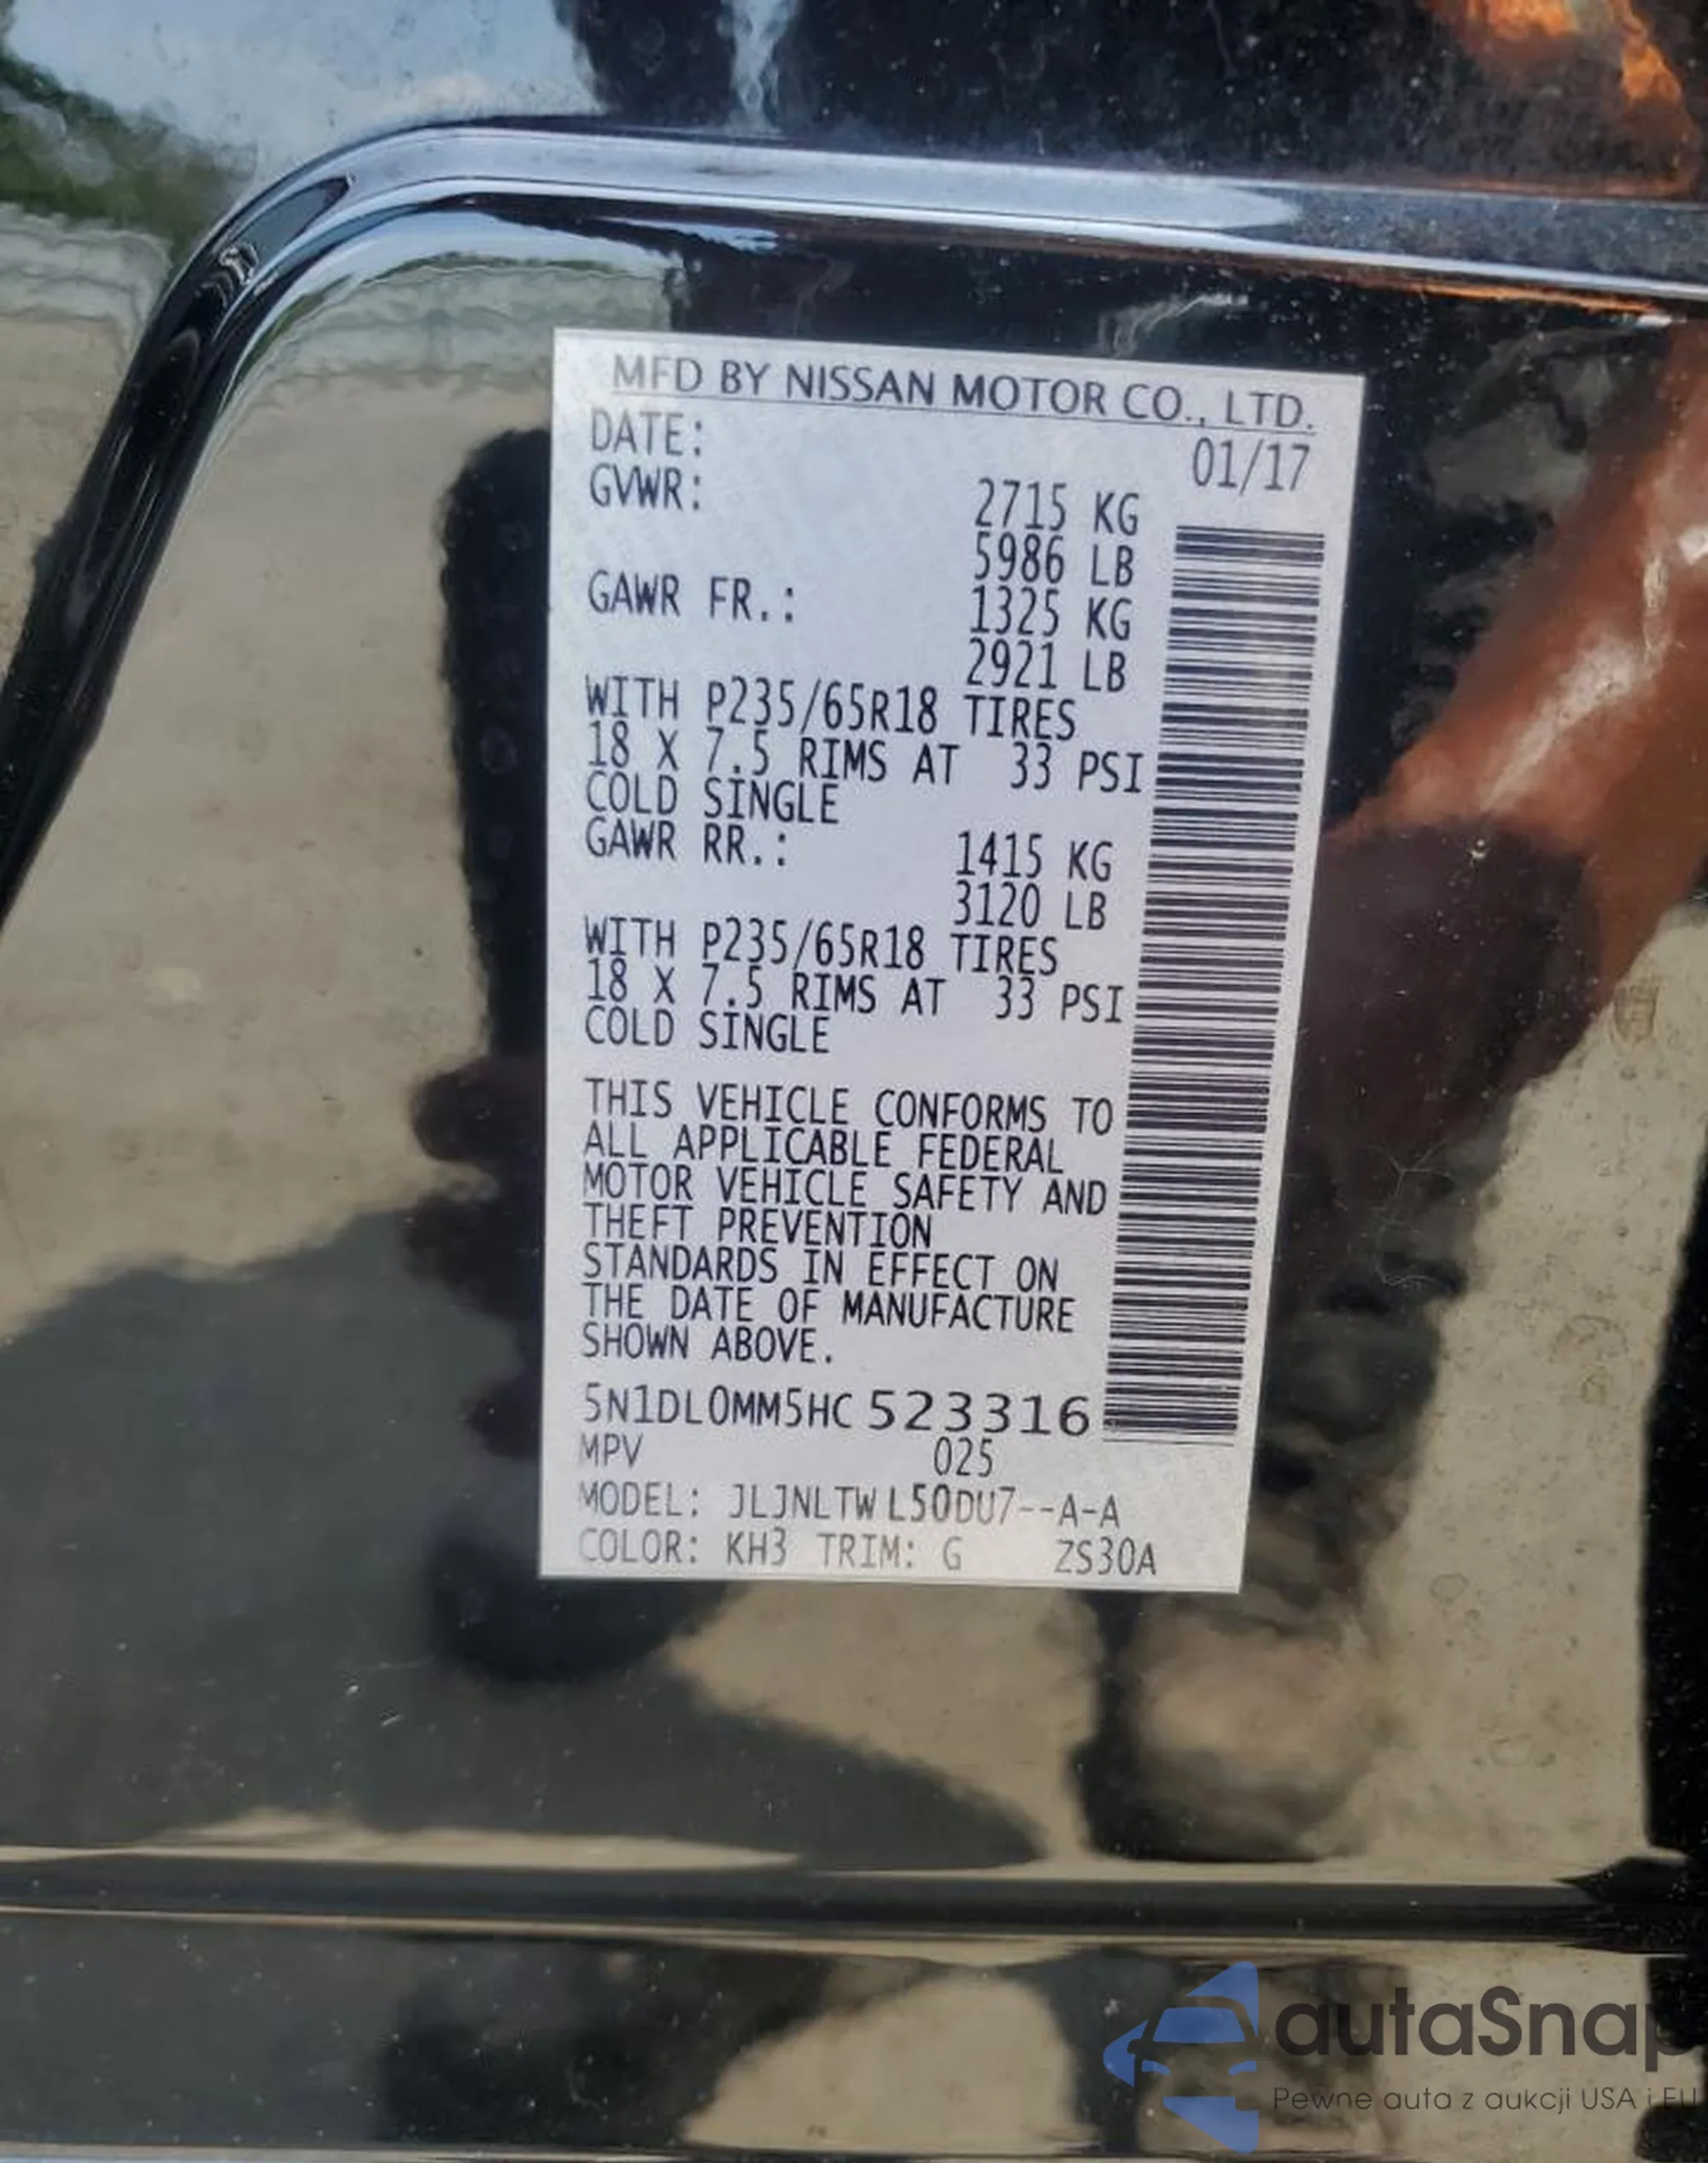 MFD BY NISSAN MOTOR CO., LTD.
DATE: 01/17
GVWR: 2715 KG
5986 LB
GAWR FR.: 1325 KG
2921 LB
WITH P235/65R18 TIRES
18 X 7.5 RIMS AT 33 PSI
COLD SINGLE
GAWR RR.: 1415 KG
3120 LB
WITH P235/65R18 TIRES
18 X 7.5 RIMS AT 33 PSI
COLD SINGLE
THIS VEHICLE CONFORMS TO
ALL APPLICABLE FEDERAL
MOTOR VEHICLE SAFETY AND
THEFT PREVENTION
STANDARDS IN EFFECT ON
THE DATE OF MANUFACTURE
SHOWN ABOVE.
5N1DL0MM5HC523316
MPV 025
MODEL: JLJNLTWL50DU7--A-A
COLOR: KH3 TRIM: G ZS30A
autaSnap
Pewne auta z aukcji USA i EU